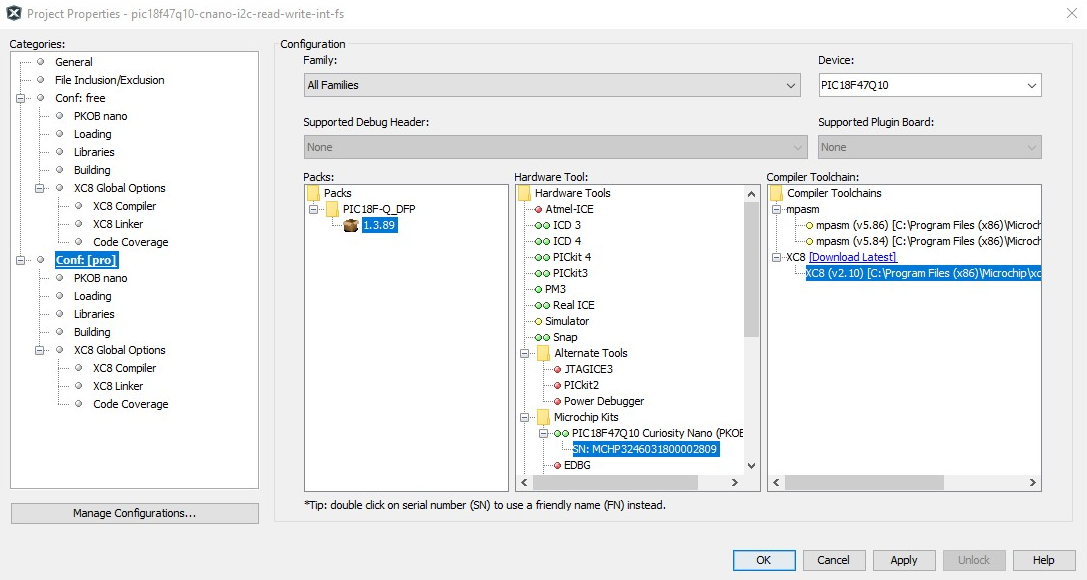 Project Properties - pic18f47q10-cnano-i2c-read-write-int-fs
Categories:
General
File Inclusion/Exclusion
Conf: free
PKOB nano
Loading
Libraries
Building
XC8 Global Options
XC8 Compiler
XC8 Linker
Code Coverage
Conf: [pro]
PKOB nano
Loading
Libraries
Building
XC8 Global Options
XC8 Compiler
XC8 Linker
Code Coverage
Manage Configurations...
Configuration
Family:
All Families
Device:
PIC18F47Q10
Supported Debug Header:
None
Supported Plugin Board:
None
Packs:
Packs
PIC18F-Q_DFP
1.3.89
Hardware Tool:
Hardware Tools
Atmel-ICE
ICD 3
ICD 4
PICkit 4
PICkit3
PM3
Real ICE
Simulator
Snap
Alternate Tools
JTAGICE3
PICkit2
Power Debugger
Microchip Kits
PIC18F47Q10 Curiosity Nano (PKOB
SN: MCHP3246031800002809
EDBG
Compiler Toolchain:
Compiler Toolchains
mpasm
mpasm (v5.86) [C:\Program Files (x86)\Microch
mpasm (v5.84) [C:\Program Files (x86)\Microch
XC8 [Download Latest]
XC8 (v2.10) [C:\Program Files (x86)\Microchip\xc
*Tip: double click on serial number (SN) to use a friendly name (FN) instead.
OK
Cancel
Apply
Unlock
Help